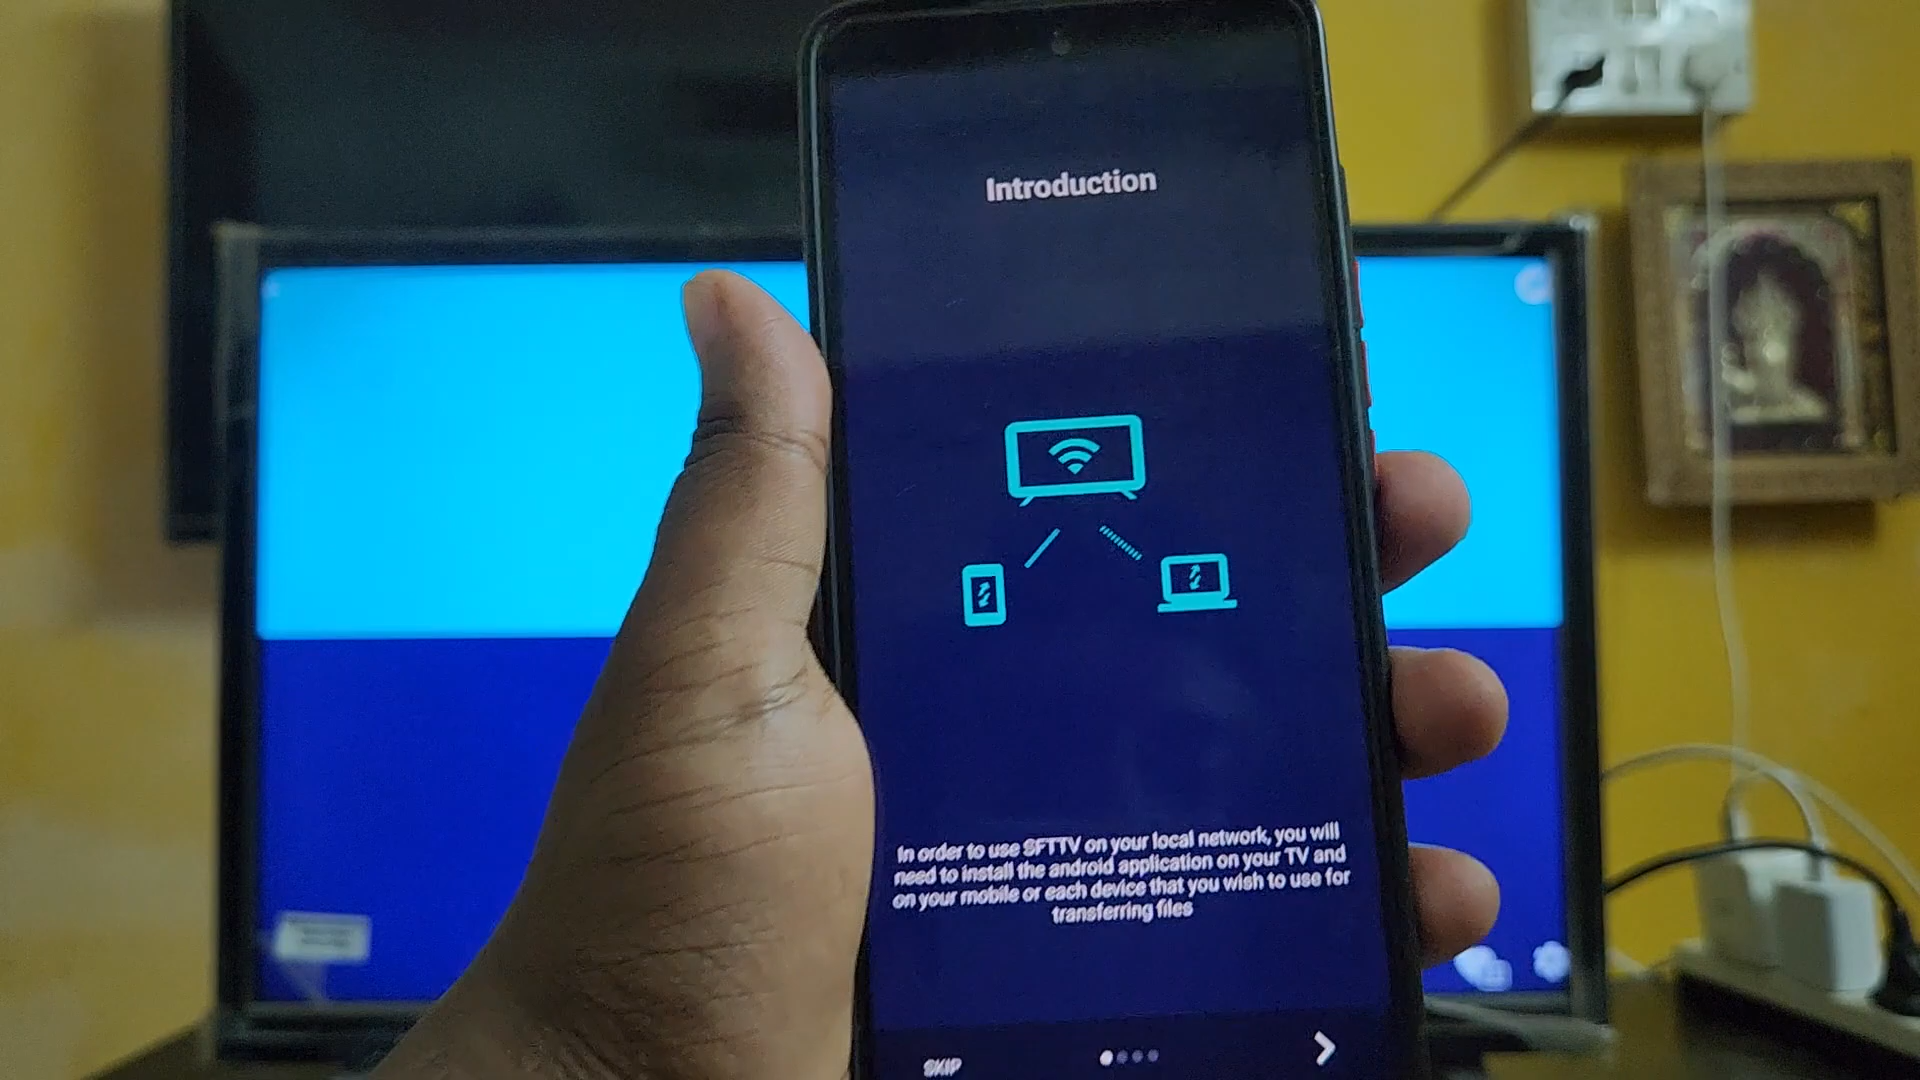 Introduction
In order to use SFTTV on your local network, you will
need to install the android application on your TV and
on your mobile or each device that you wish to use for
transferring files
SKIP